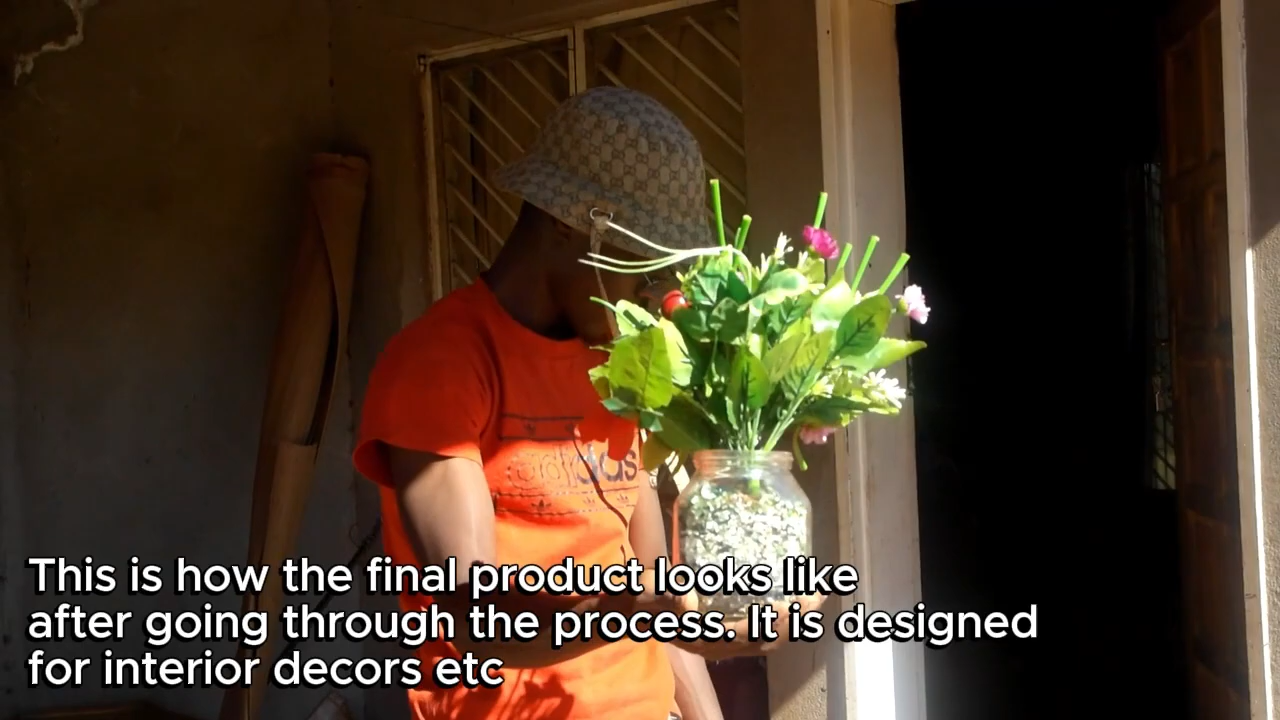 adidas
This is how the final product looks like
after going through the process. It is designed
for interior decors etc